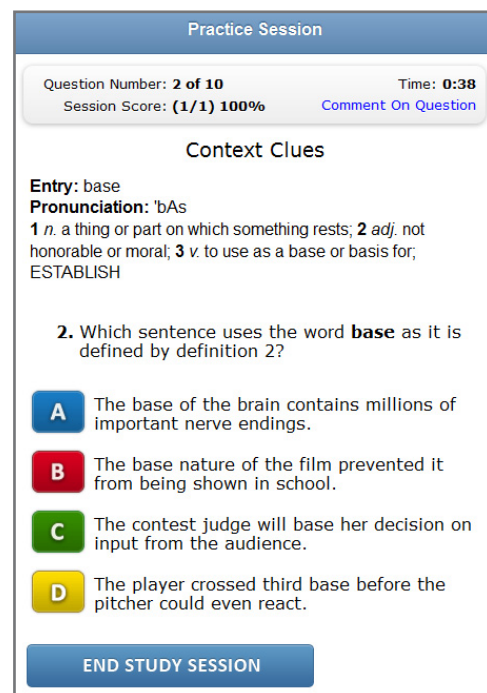 Practice Session
Question Number: 2 of 10
Time: 0:38
Session Score: (1/1) 100%
Comment On Question
Context Clues
Entry: base
Pronunciation: 'bAs
1 n. a thing or part on which something rests; 2 adj. not
honorable or moral; 3 v. to use as a base or basis for;
ESTABLISH
2. Which sentence uses the word base as it is
defined by definition 2?
A The base of the brain contains millions of
important nerve endings.
B The base nature of the film prevented it
from being shown in school.
C The contest judge will base her decision on
input from the audience.
D The player crossed third base before the
pitcher could even react.
END STUDY SESSION